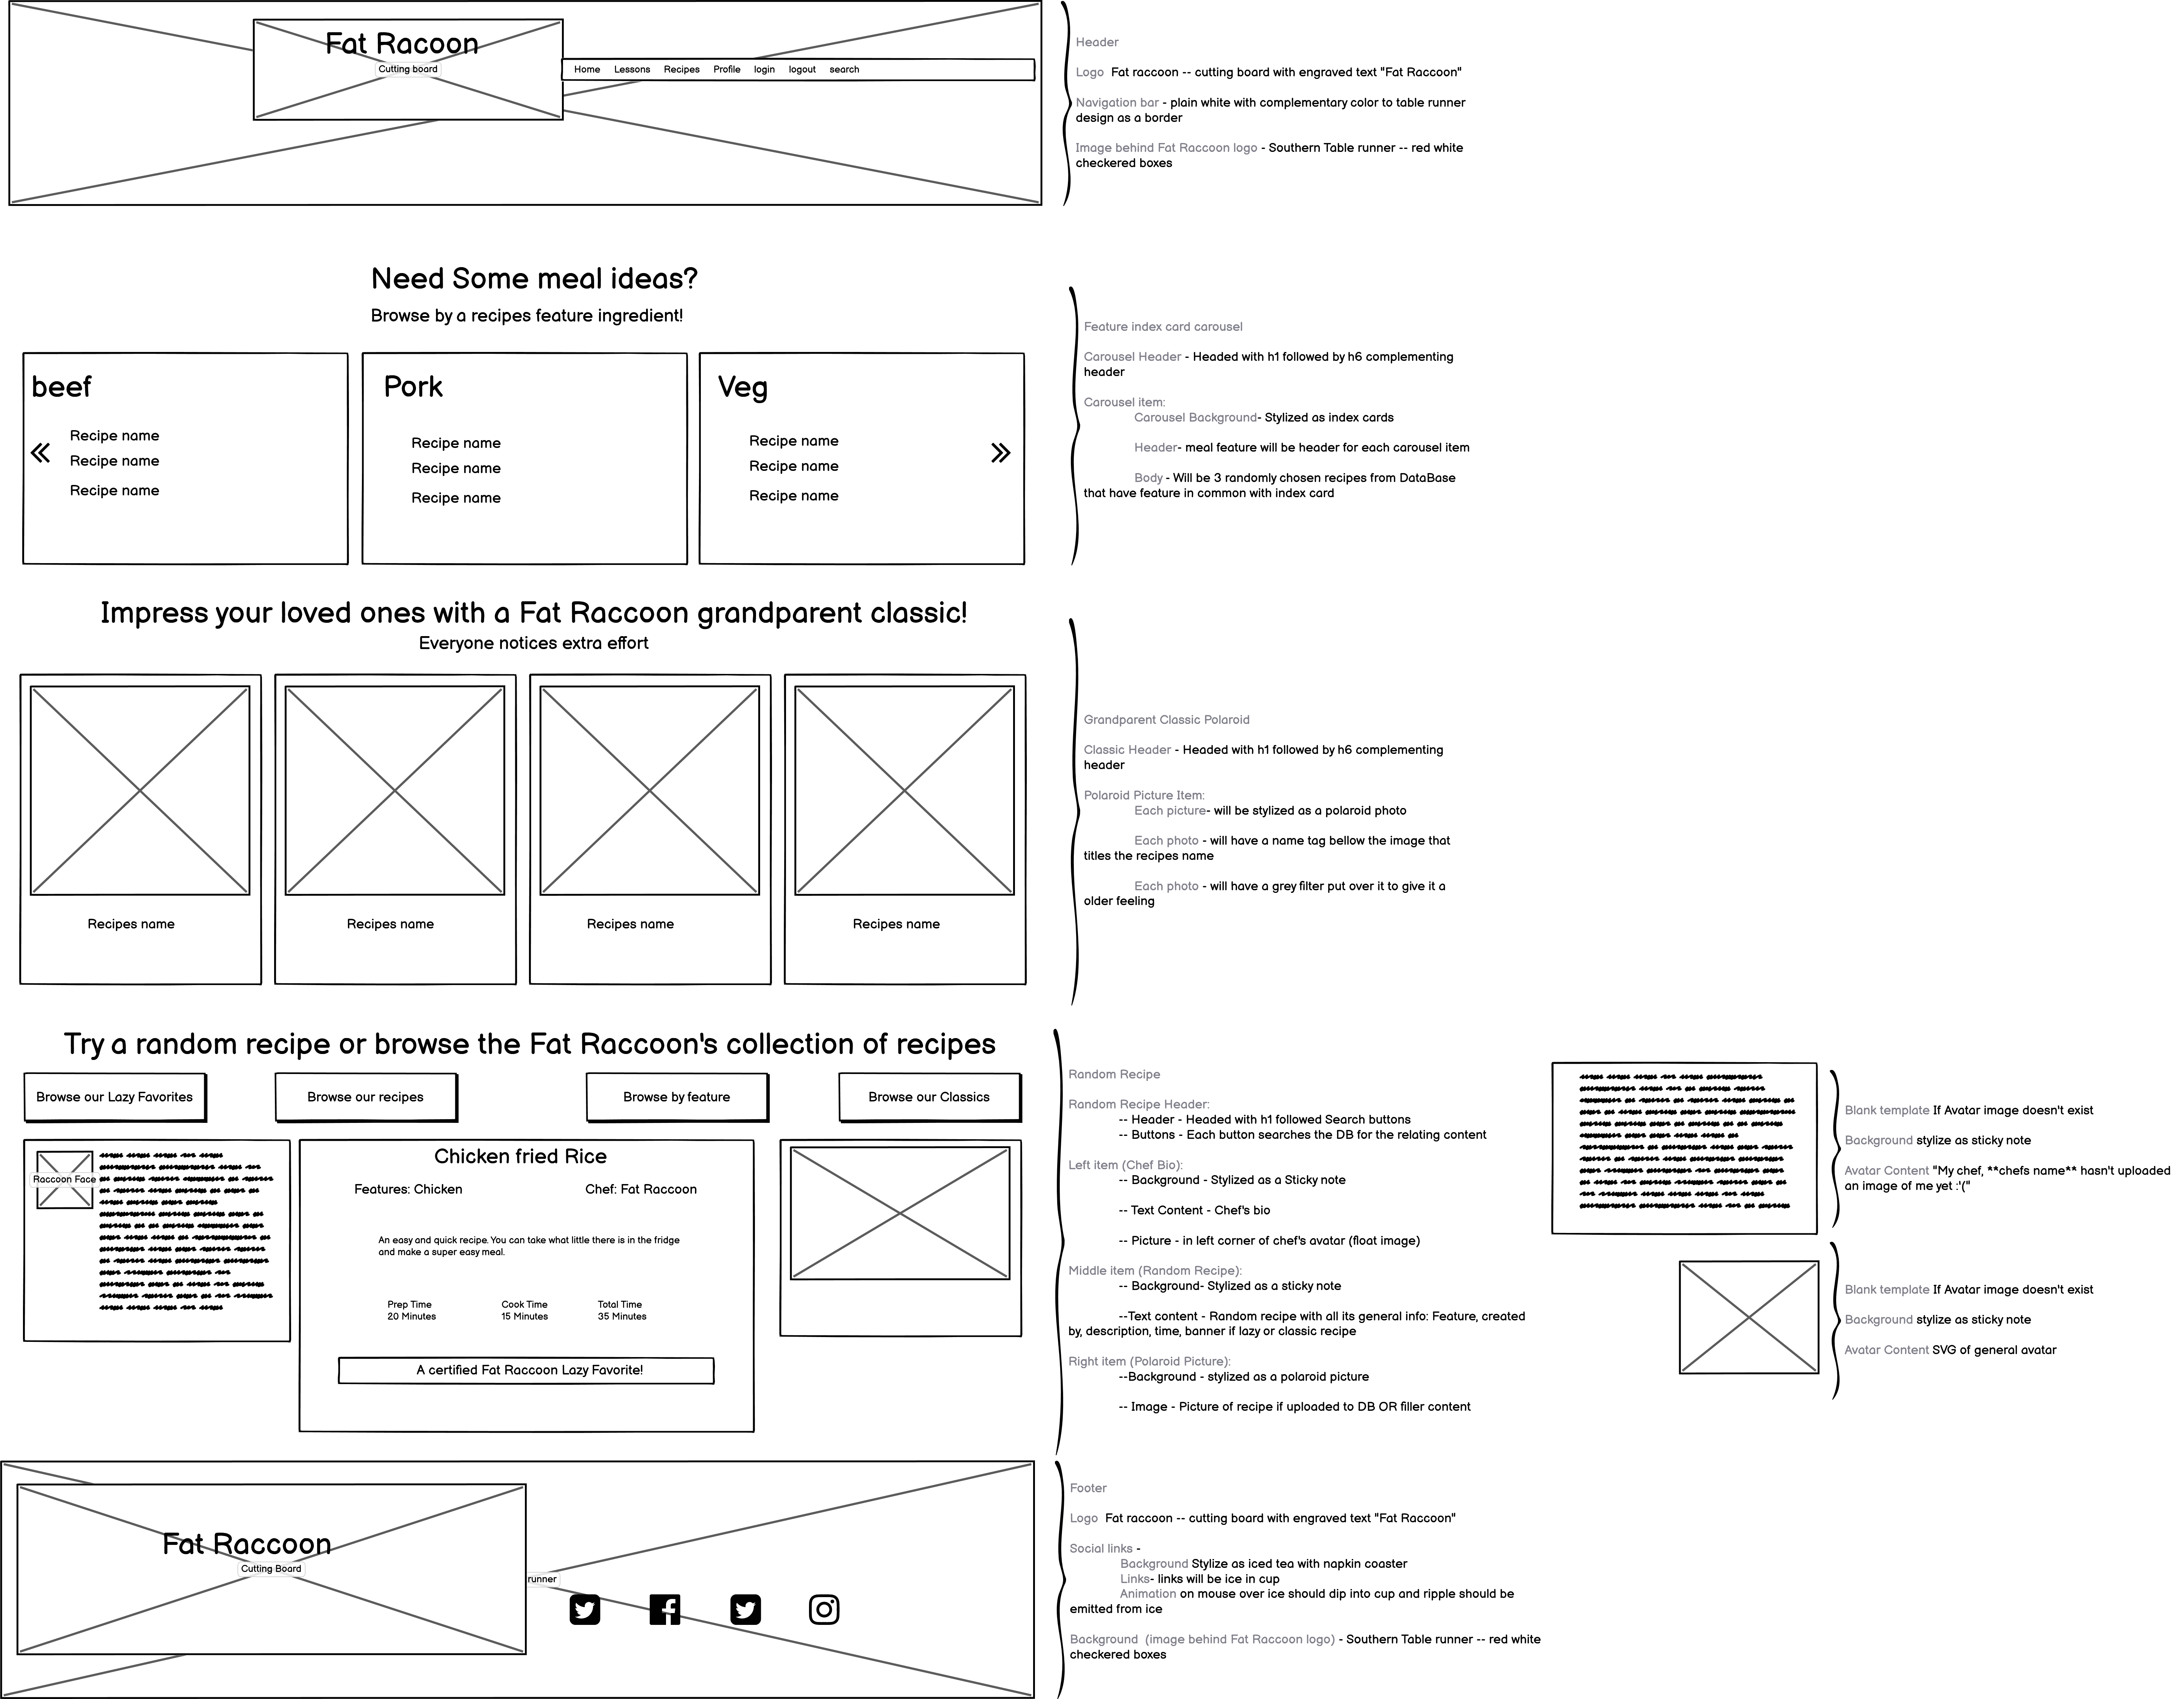 Fat Racoon
Cutting board
Home Lessons Recipes Profile login logout search
Header
Logo Fat raccoon -- cutting board with engraved text "Fat Raccoon"
Navigation bar - plain white with complementary color to table runner
design as a border
Image behind Fat Raccoon logo - Southern Table runner -- red white
checkered boxes
Need Some meal ideas?
Browse by a recipes feature ingredient!
beef
Recipe name
Recipe name
Recipe name
Pork
Recipe name
Recipe name
Recipe name
Veg
Recipe name
Recipe name
Recipe name
Feature index card carousel
Carousel Header - Headed with h1 followed by h6 complementing
header
Carousel item:
Carousel Background- Stylized as index cards
Header- meal feature will be header for each carousel item
Body - Will be 3 randomly chosen recipes from DataBase
that have feature in common with index card
Impress your loved ones with a Fat Raccoon grandparent classic!
Everyone notices extra effort
Recipes name
Recipes name
Recipes name
Recipes name
Grandparent Classic Polaroid
Classic Header - Headed with h1 followed by h6 complementing
header
Polaroid Picture Item:
Each picture- will be stylized as a polaroid photo
Each photo - will have a name tag bellow the image that
titles the recipes name
Each photo - will have a grey filter put over it to give it a
older feeling
Try a random recipe or browse the Fat Raccoon's collection of recipes
Browse our Lazy Favorites
Browse our recipes
Browse by feature
Browse our Classics
Raccoon Face
Chicken fried Rice
Features: Chicken Chef: Fat Raccoon
An easy and quick recipe. You can take what little there is in the fridge
and make a super easy meal.
Prep Time Cook Time Total Time
20 Minutes 15 Minutes 35 Minutes
A certified Fat Raccoon Lazy Favorite!
Random Recipe
Random Recipe Header:
-- Header - Headed with h1 followed Search buttons
-- Buttons - Each button searches the DB for the relating content
Left item (Chef Bio):
-- Background - Stylized as a Sticky note
-- Text Content - Chef's bio
-- Picture - in left corner of chef's avatar (float image)
Middle item (Random Recipe):
-- Background- Stylized as a sticky note
--Text content - Random recipe with all its general info: Feature, created
by, description, time, banner if lazy or classic recipe
Right item (Polaroid Picture):
--Background - stylized as a polaroid picture
-- Image - Picture of recipe if uploaded to DB OR filler content
Blank template If Avatar image doesn't exist
Background stylize as sticky note
Avatar Content "My chef, **chefs name** hasn't uploaded
an image of me yet :'("
Blank template If Avatar image doesn't exist
Background stylize as sticky note
Avatar Content SVG of general avatar
Fat Raccoon
Cutting Board
runner
Footer
Logo Fat raccoon -- cutting board with engraved text "Fat Raccoon"
Social links -
Background Stylize as iced tea with napkin coaster
Links- links will be ice in cup
Animation on mouse over ice should dip into cup and ripple should be
emitted from ice
Background (image behind Fat Raccoon logo) - Southern Table runner -- red white
checkered boxes